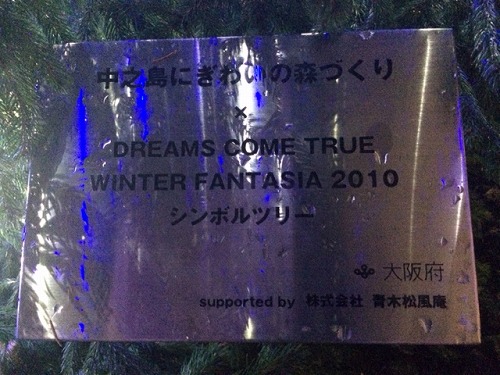 中之島にぎわいの森づくり
×
DREAMS COME TRUE
WINTER FANTASIA 2010
シンボルツリー
大阪府
supported by 株式会社 青木松風庵